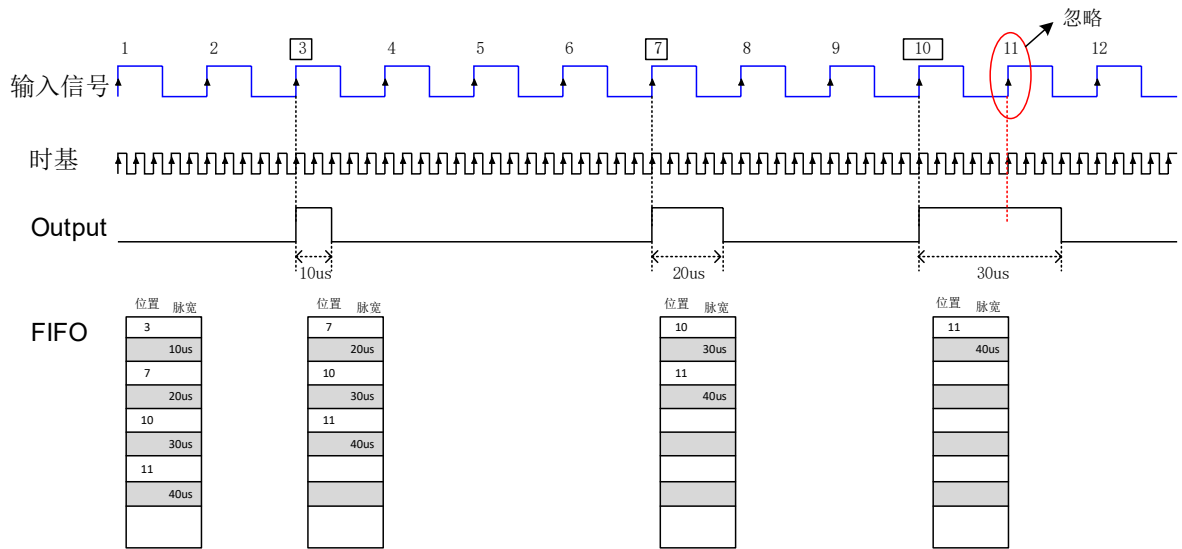 忽略
1 2 3 4 5 6 7 8 9 10 11 12
输入信号
时基
Output
10us 20us 30us
FIFO
位置 脉宽 位置 脉宽 位置 脉宽 位置 脉宽
3 7 10 11
10us 20us 30us 40us
7 10 11
20us 30us 40us
10 11
30us 40us
11
40us